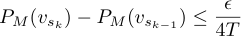 $P_M(v_{s_k}) - P_M(v_{s_{k-1}}) \leq \frac{\epsilon}{4T}$